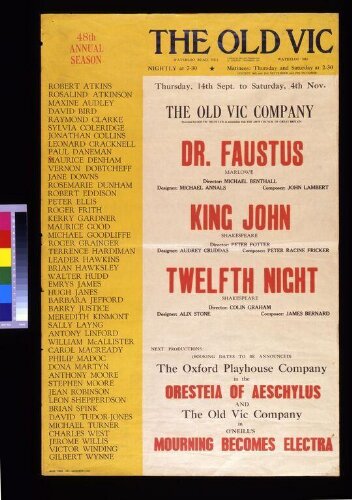 48th
ANNUAL
SEASON
THE OLD VIC
WATERLOO ROAD, SE1
WATERLOO
NIGHTLY at 7-30
Matinees: Thursday and Saturday at 2-30
ROBERT ATKINS
ROSALIND ATKINSON
MAXINE AUDLEY
DAVID BIRD
RAYMOND CLARKE
SYLVIA COLERIDGE
JONATHAN COLLINS
LEONARD CRACKNELL
PAUL DANEMAN
MAURICE DENHAM
VERNON DOBTCHEFF
JANE DOWNS
ROSEMARIE DUNHAM
ROBERT EDDISON
PETER ELLIS
ROGER FRITH
KERRY GARDNER
MAURICE GOOD
MICHAEL GOODLIFFE
ROGER GRAINGER
TERRENCE HARDIMAN
LEADER HAWKINS
BRIAN HAWKSLEY
WALTER HUDD
EMRYS JAMES
HUGH JANES
BARBARA JEFFORD
BARRY JUSTICE
MEREDITH KINMONT
SALLY LAYNG
ANTONY LINFORD
WILLIAM McALLISTER
CAROL MACREADY
PHILIP MADOC
DONA MARTYN
ANTHONY MOORE
STEPHEN MOORE
JEAN ROBINSON
LEON SHEPPERDSON
BRIAN SPINK
DAVID TUDOR-JONES
MICHAEL TURNER
CHARLES WEST
JEROME WILLIS
VICTOR WINDING
GILBERT WYNNE
Thursday, 14th Sept. to Saturday, 4th Nov.
THE OLD VIC COMPANY
DR. FAUSTUS
MARLOWE
Director: MICHAEL BENTHALL
Designer: MICHAEL ANNALS Composer: JOHN LAMBERT
KING JOHN
SHAKESPEARE
Director: PETER POTTER
Designer: AUDREY CRUDDAS Composer: PETER RACINE FRICKER
TWELFTH NIGHT
SHAKESPEARE
Director: COLIN GRAHAM
Designer: ALIX STONE Composer: JAMES BERNARD
NEXT PRODUCTIONS
(BOOKING DATES TO BE ANNOUNCED)
The Oxford Playhouse Company
in the
ORESTEIA OF AESCHYLUS
AND
The Old Vic Company
in
O'NEILL'S
MOURNING BECOMES ELECTRA